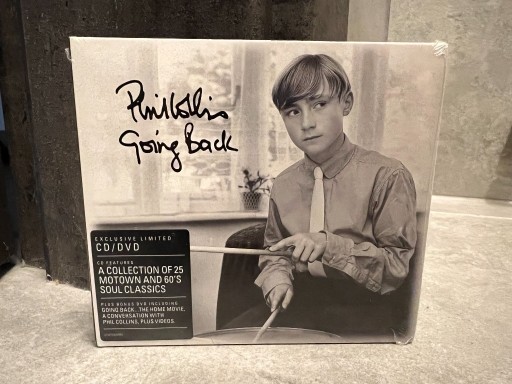 Phil Collins
Going Back
EXCLUSIVE LIMITED
CD/DVD
CD FEATURES
A COLLECTION OF 25
MOTOWN AND 60'S
SOUL CLASSICS
PLUS BONUS DVD INCLUDING
GOING BACK... THE HOME MOVIE,
A CONVERSATION WITH
PHIL COLLINS, PLUS VIDEOS.